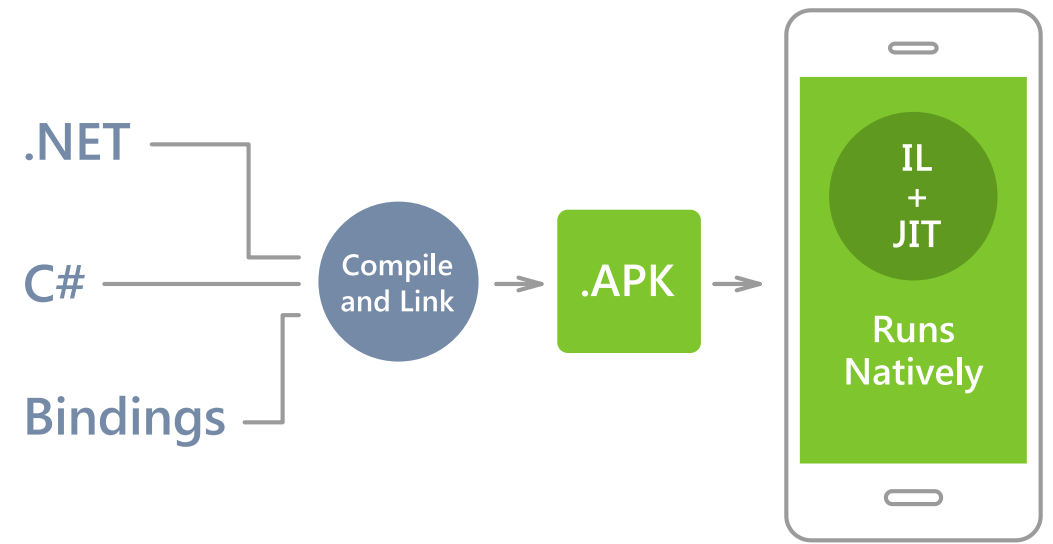 .NET
C#
Bindings
Compile
and Link
.APK
IL
+
JIT
Runs
Natively